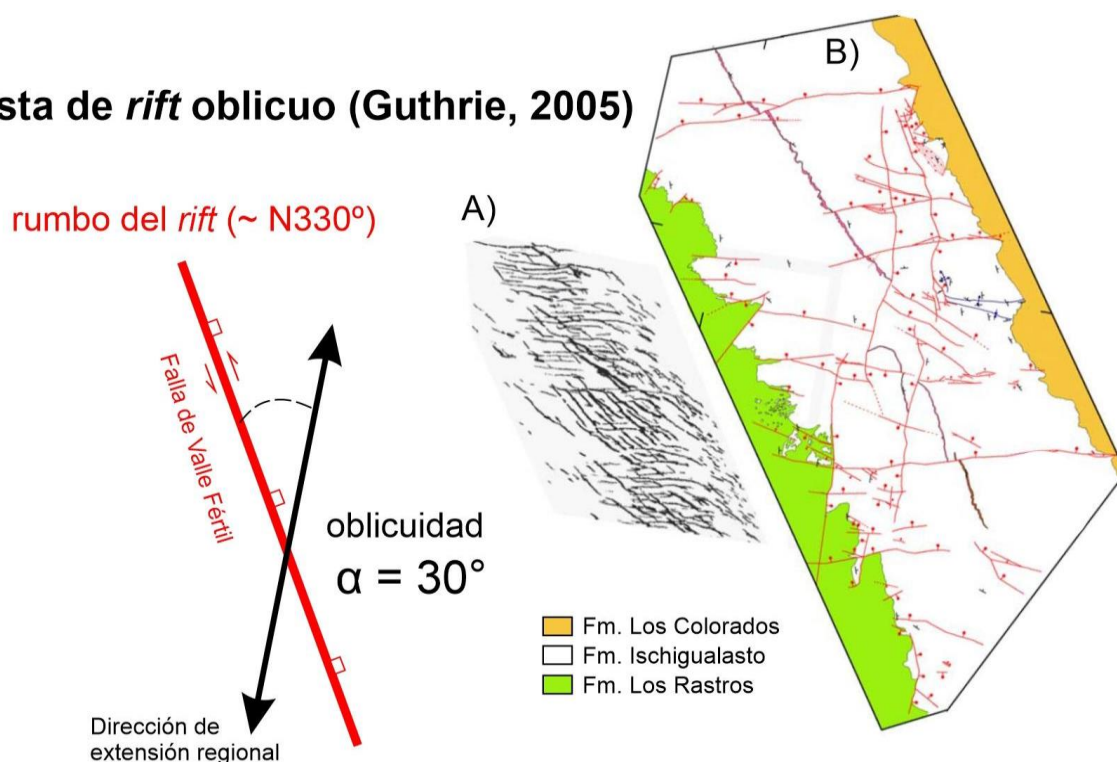 sta de rift oblicuo (Guthrie, 2005)
B)
rumbo del rift (~ N330º)
A)
Falla de Valle Fértil
oblicuidad
α = 30°
Dirección de
extensión regional
Fm. Los Colorados
Fm. Ischigualasto
Fm. Los Rastros